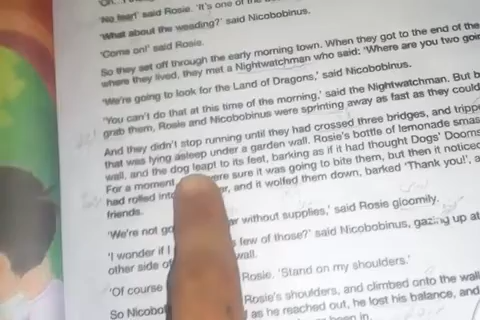 'No fear!' said Rosie. 'It's one of
'What about the weeding?' said Nicobobinus.
'Come on!' said Rosie.
So they set off through the early morning town. When they got to the end of the
where they lived, they met a Nightwatchman who said: 'Where are you two goi
'We're going to look for the Land of Dragons,' said Nicobobinus.
'You can't do that at this time of the morning,' said the Nightwatchman. But b
grab them, Rosie and Nicobobinus were sprinting away as fast as they could
And they didn't stop running until they had crossed three bridges, and tripp
that was lying asleep under a garden wall. Rosie's bottle of lemonade smas
wall, and the dog leapt to its feet, barking as if it had thought Dogs' Dooms
For a moment, ere sure it was going to bite them, but then it noticed
had rolled int r, and it wolfed them down, barked 'Thank you!', a
friends.
'We're not go ar without supplies,' said Rosie gloomily.
'I wonder if I few of those?' said Nicobobinus, gazing up at
other side o wall.
'Of course Rosie. 'Stand on my shoulders.'
So Nicobo Rosie's shoulders, and climbed onto the wall
as he reached out, he lost his balance, and
been in